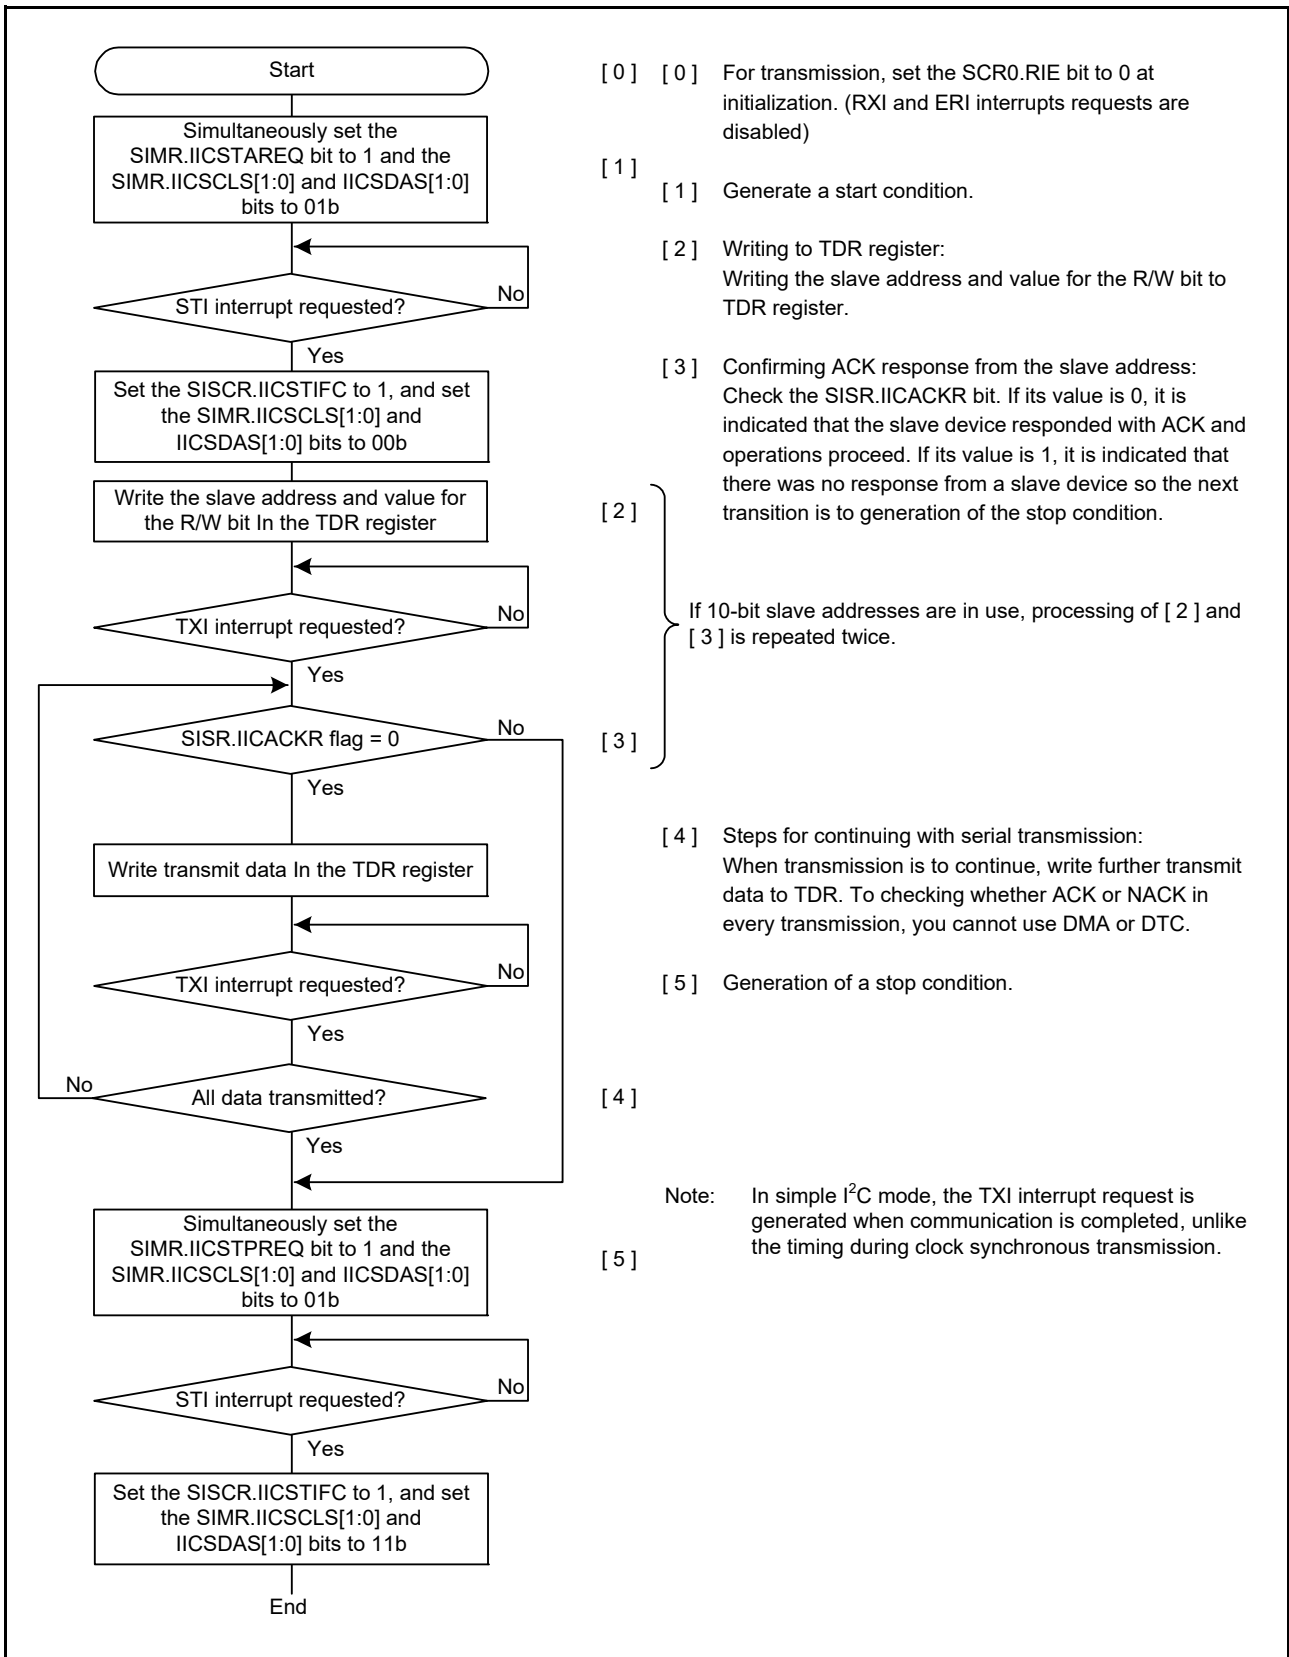 Start
Simultaneously set the
SIMR.IICSTAREQ bit to 1 and the
SIMR.IICSCLS[1:0] and IICSDAS[1:0]
bits to 01b
STI interrupt requested?
No
Yes
Set the SISCR.IICSTIFC to 1, and set
the SIMR.IICSCLS[1:0] and
IICSDAS[1:0] bits to 00b
Write the slave address and value for
the R/W bit In the TDR register
TXI interrupt requested?
No
Yes
SISR.IICACKR flag = 0
No
Yes
Write transmit data In the TDR register
TXI interrupt requested?
No
Yes
All data transmitted?
No
Yes
Simultaneously set the
SIMR.IICSTPREQ bit to 1 and the
SIMR.IICSCLS[1:0] and IICSDAS[1:0]
bits to 01b
STI interrupt requested?
No
Yes
Set the SISCR.IICSTIFC to 1, and set
the SIMR.IICSCLS[1:0] and
IICSDAS[1:0] bits to 11b
End
[ 0 ]
[ 1 ]
[ 2 ]
[ 3 ]
[ 4 ]
[ 5 ]
[ 0 ] For transmission, set the SCR0.RIE bit to 0 at
initialization. (RXI and ERI interrupts requests are
disabled)
[ 1 ] Generate a start condition.
[ 2 ] Writing to TDR register:
Writing the slave address and value for the R/W bit to
TDR register.
[ 3 ] Confirming ACK response from the slave address:
Check the SISR.IICACKR bit. If its value is 0, it is
indicated that the slave device responded with ACK and
operations proceed. If its value is 1, it is indicated that
there was no response from a slave device so the next
transition is to generation of the stop condition.
If 10-bit slave addresses are in use, processing of [ 2 ] and
[ 3 ] is repeated twice.
[ 4 ] Steps for continuing with serial transmission:
When transmission is to continue, write further transmit
data to TDR. To checking whether ACK or NACK in
every transmission, you cannot use DMA or DTC.
[ 5 ] Generation of a stop condition.
Note: In simple I²C mode, the TXI interrupt request is
generated when communication is completed, unlike
the timing during clock synchronous transmission.